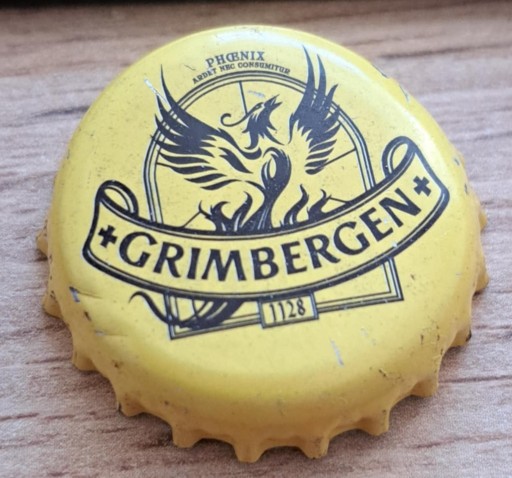 PHŒNIX
ARDET NEC CONSUMITUR
GRIMBERGEN
1128